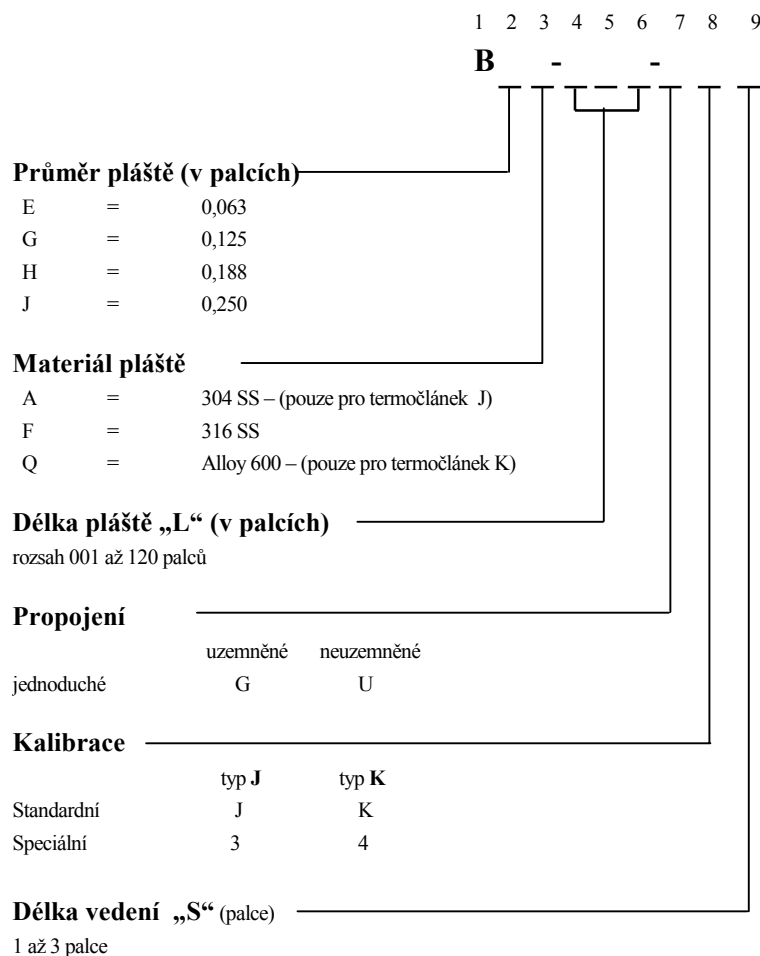 1 2 3 4 5 6 7 8 9
B - -
Průměr pláště (v palcích)
E = 0,063
G = 0,125
H = 0,188
J = 0,250
Materiál pláště
A = 304 SS – (pouze pro termočlánek J)
F = 316 SS
Q = Alloy 600 – (pouze pro termočlánek K)
Délka pláště „L“ (v palcích)
rozsah 001 až 120 palců
Propojení
uzemněné neuzemněné
jednoduché G U
Kalibrace
typ J typ K
Standardní J K
Speciální 3 4
Délka vedení „S“ (palce)
1 až 3 palce